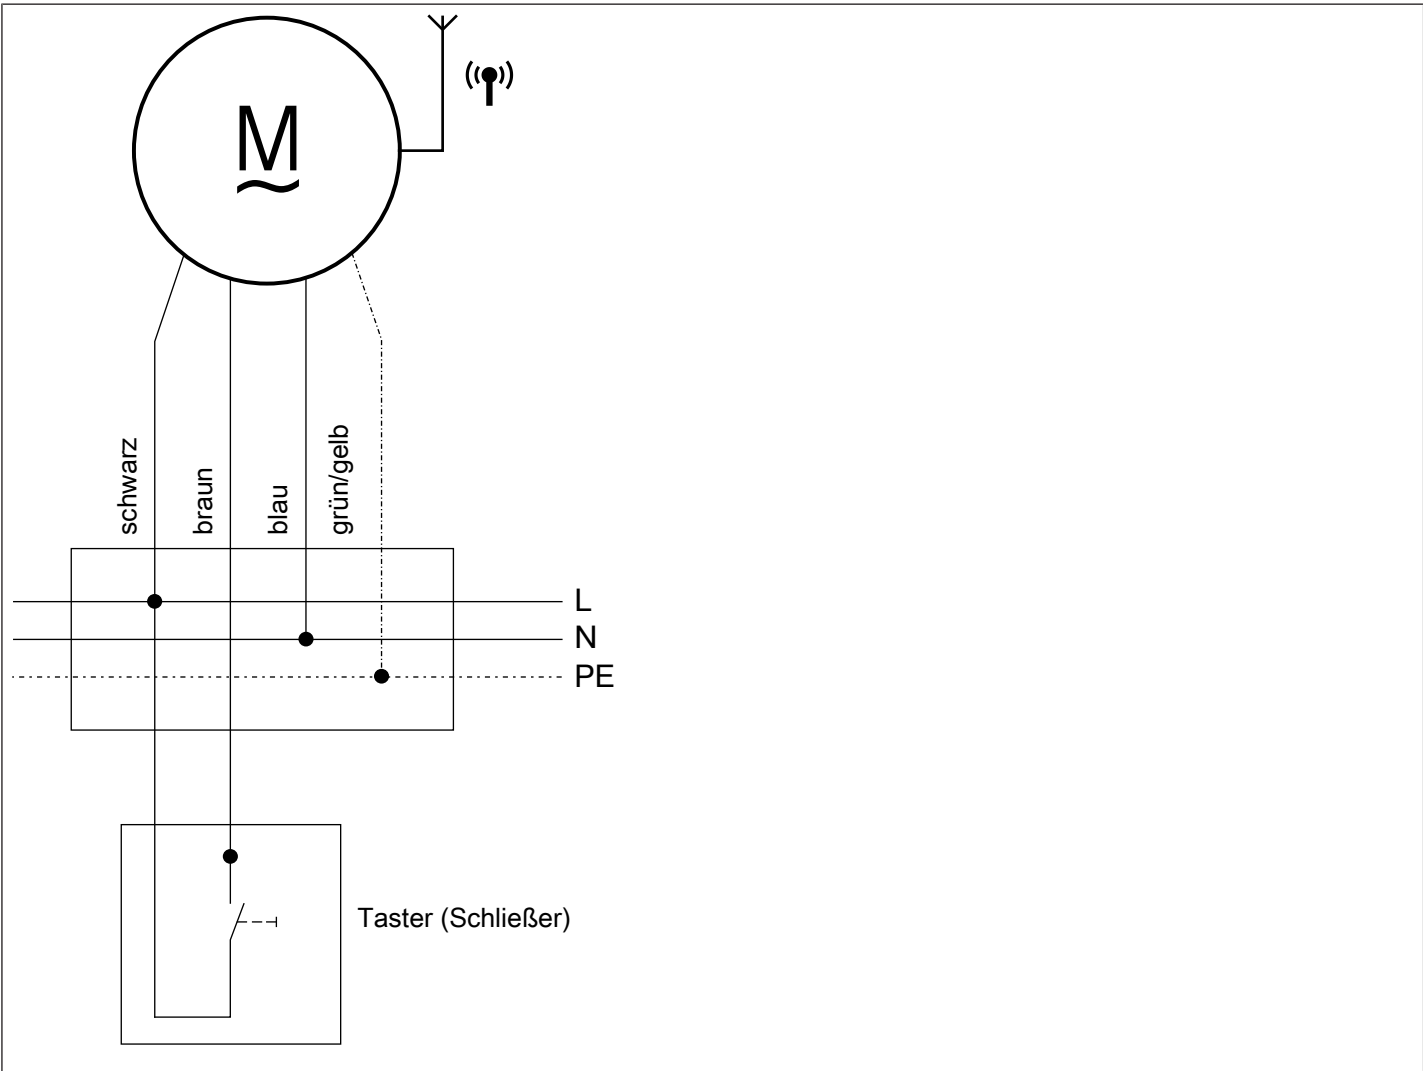 M
schwarz
braun
blau
grün/gelb
L
N
PE
Taster (Schließer)